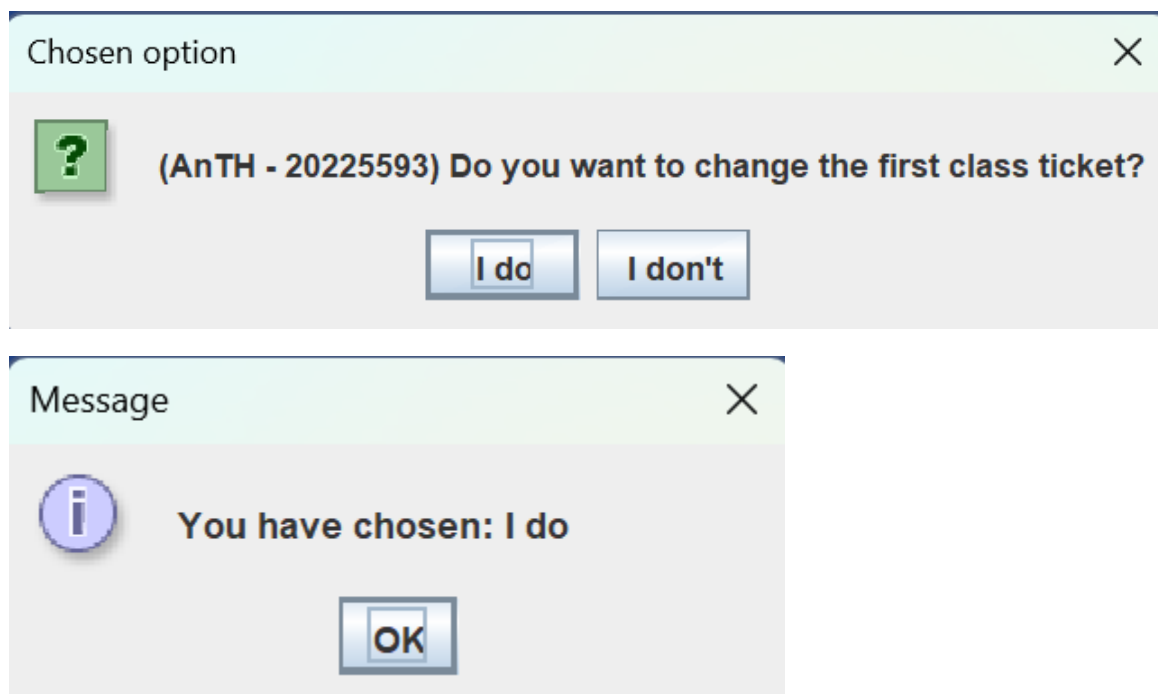 Chosen option
(AnTH - 20225593) Do you want to change the first class ticket?
I do I don't
Message
You have chosen: I do
OK